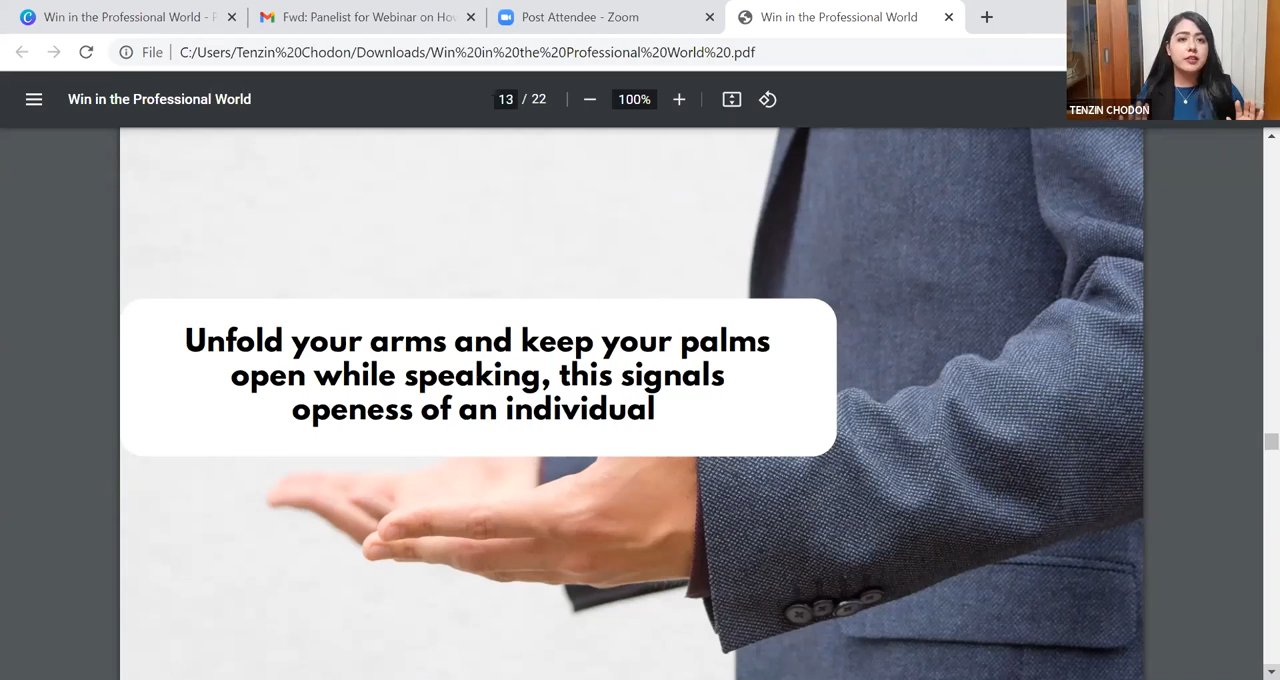 Win in the Professional World - P
Fwd: Panelist for Webinar on How
Post Attendee - Zoom
Win in the Professional World
File
C:/Users/Tenzin%20Chodon/Downloads/Win%20in%20the%20Professional%20World%20.pdf
Win in the Professional World
13 / 22
100%
TENZIN CHODON
Unfold your arms and keep your palms
open while speaking, this signals
openess of an individual